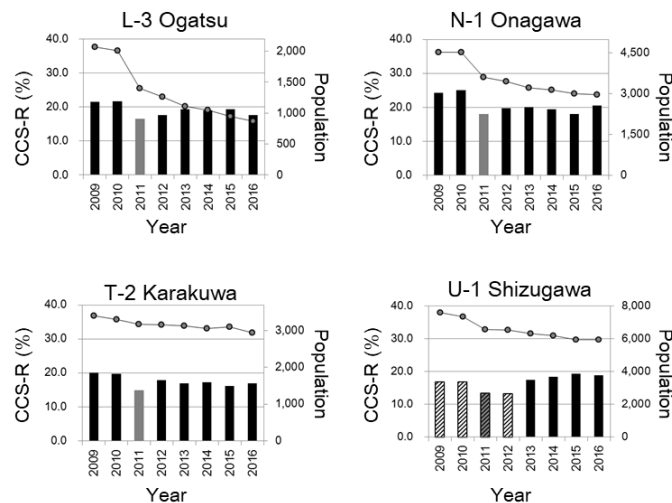 L-3 Ogatsu
40.0
30.0
20.0
10.0
0.0
CCS-R (%)
2,000
1,500
1,000
500
0
Population
2009 2010 2011 2012 2013 2014 2015 2016
Year
N-1 Onagawa
40.0
30.0
20.0
10.0
0.0
CCS-R (%)
4,500
3,000
1,500
0
Population
2009 2010 2011 2012 2013 2014 2015 2016
Year
T-2 Karakuwa
40.0
30.0
20.0
10.0
0.0
CCS-R (%)
3,000
2,000
1,000
0
Population
2009 2010 2011 2012 2013 2014 2015 2016
Year
U-1 Shizugawa
40.0
30.0
20.0
10.0
0.0
CCS-R (%)
8,000
6,000
4,000
2,000
0
Population
2009 2010 2011 2012 2013 2014 2015 2016
Year